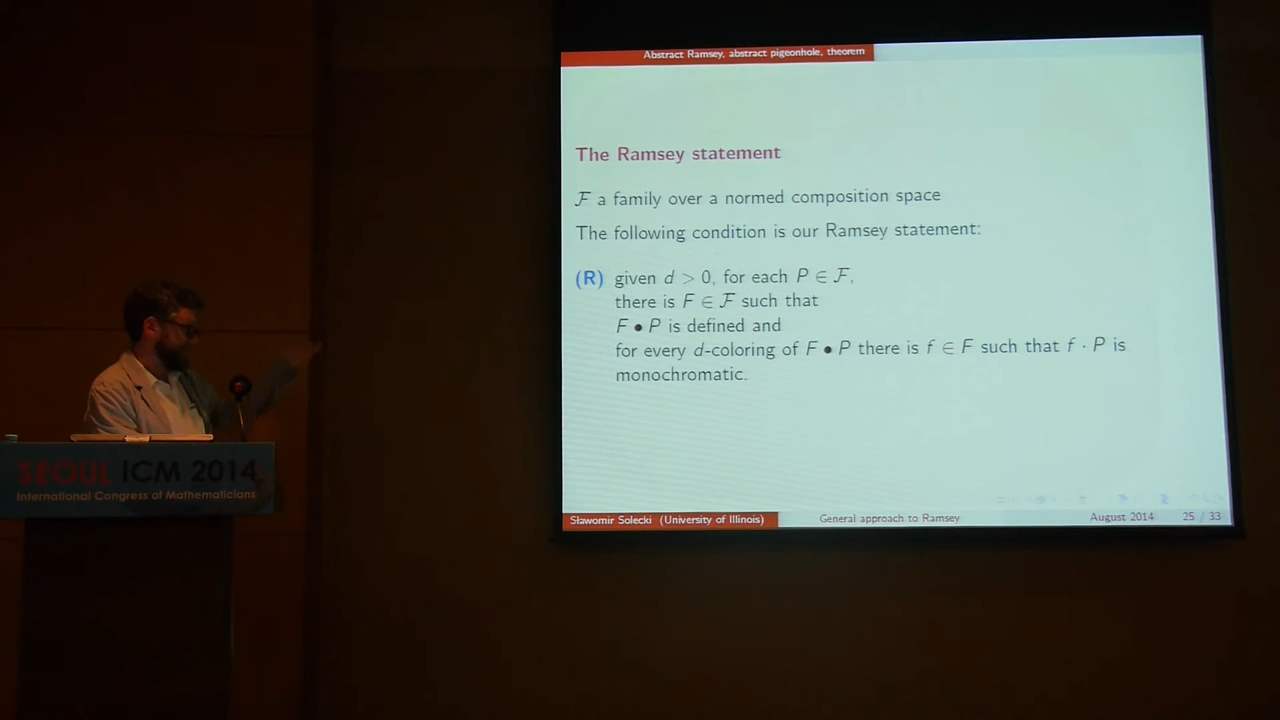 Abstract Ramsey, abstract pigeonhole, theorem
The Ramsey statement
ℱ a family over a normed composition space
The following condition is our Ramsey statement:
(R) given d > 0, for each P ∈ ℱ,
there is F ∈ ℱ such that
F • P is defined and
for every d-coloring of F • P there is f ∈ F such that f · P is
monochromatic.
Sławomir Solecki (University of Illinois) General approach to Ramsey August 2014 25 / 33
SEOUL ICM 2014
International Congress of Mathematicians